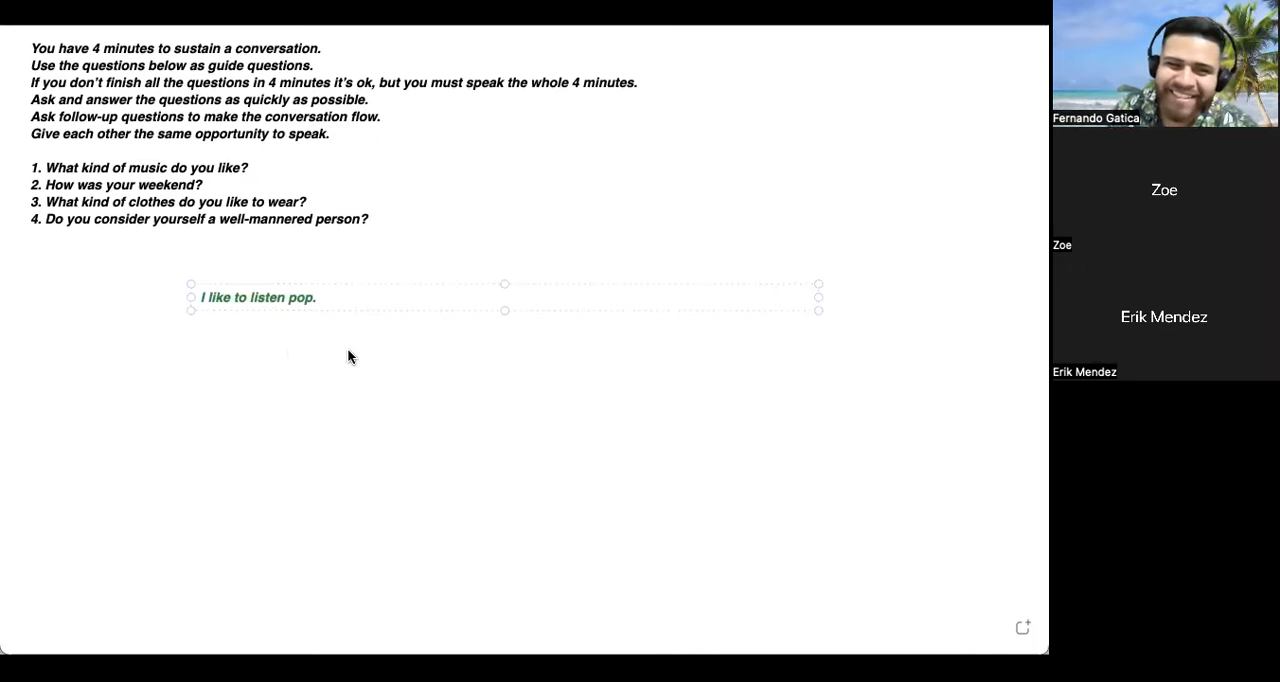 You have 4 minutes to sustain a conversation.
Use the questions below as guide questions.
If you don't finish all the questions in 4 minutes it's ok, but you must speak the whole 4 minutes.
Ask and answer the questions as quickly as possible.
Ask follow-up questions to make the conversation flow.
Give each other the same opportunity to speak.
1. What kind of music do you like?
2. How was your weekend?
3. What kind of clothes do you like to wear?
4. Do you consider yourself a well-mannered person?
I like to listen pop.
Fernando Gatica
Zoe
Zoe
Erik Mendez
Erik Mendez